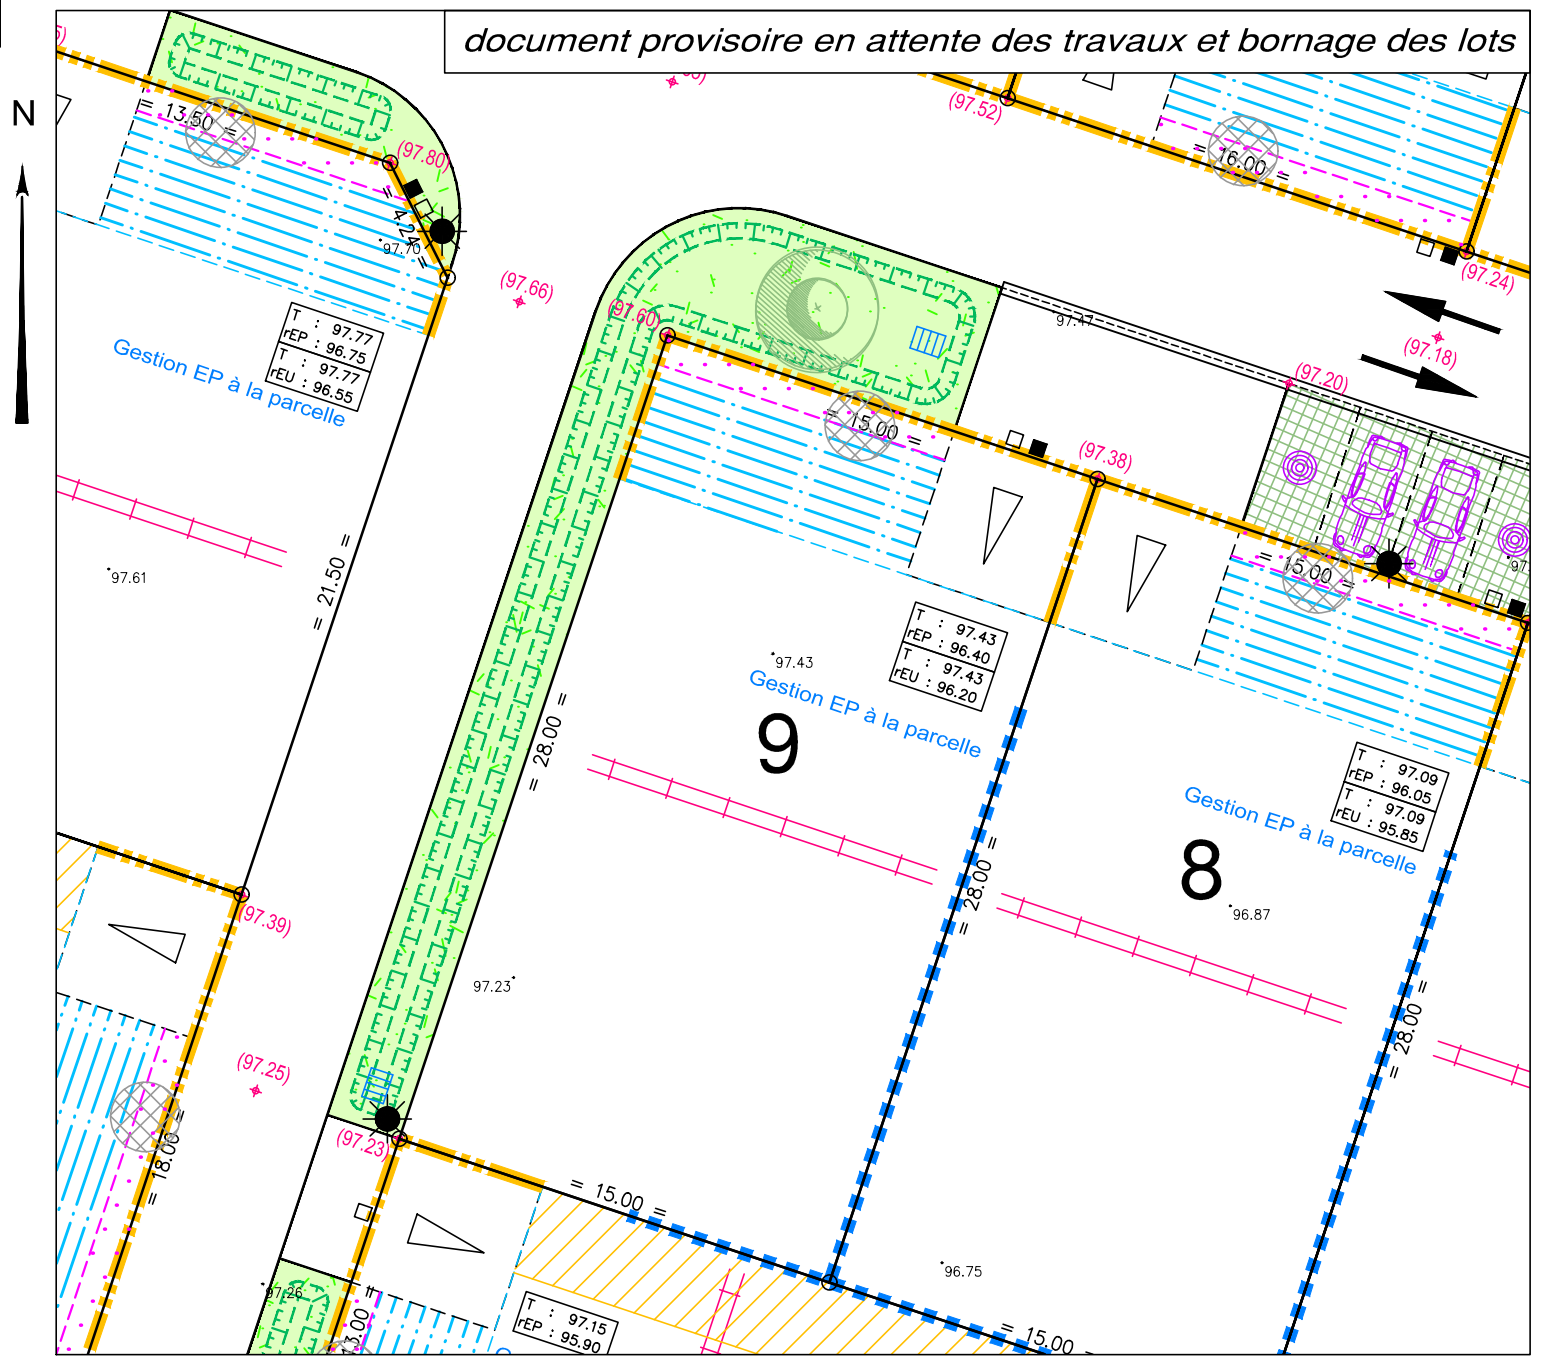 document provisoire en attente des travaux et bornage des lots
N
= 13.50 =
(97.80)
= 4.24 =
97.70
(97.52)
= 16.00 =
(97.24)
(97.66)
(97.60)
97.47
(97.18)
(97.20)
T : 97.77
rEP : 96.75
T : 97.77
rEU : 96.55
Gestion EP à la parcelle
= 15.00 =
(97.38)
= 15.00 =
97.61
= 21.50 =
T : 97.43
rEP : 96.40
T : 97.43
rEU : 96.20
97.43
Gestion EP à la parcelle
9
= 28.00 =
T : 97.09
rEP : 96.05
T : 97.09
rEU : 95.85
Gestion EP à la parcelle
8
96.87
= 28.00 =
(97.39)
97.23
= 28.00 =
(97.25)
(97.23)
= 18.00 =
= 15.00 =
97.26
96.75
T : 97.15
rEP : 95.90
= 15.00
13.00 =